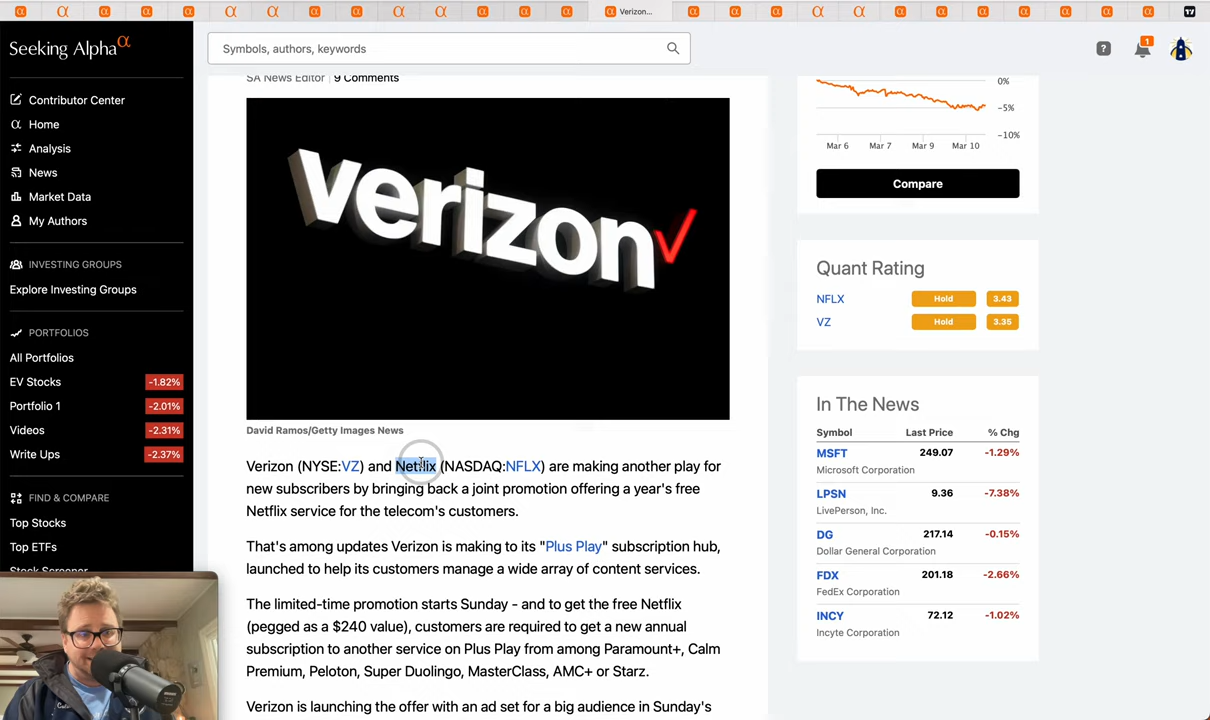 Verizon...
Seeking Alphaα
Symbols, authors, keywords
?
1
Contributor Center
Home
Analysis
News
Market Data
My Authors
INVESTING GROUPS
Explore Investing Groups
PORTFOLIOS
All Portfolios
EV Stocks -1.82%
Portfolio 1 -2.01%
Videos -2.31%
Write Ups -2.37%
FIND & COMPARE
Top Stocks
Top ETFs
Stock Screener
SA News Editor 9 Comments
verizon✓
David Ramos/Getty Images News
Verizon (NYSE:VZ) and Netflix (NASDAQ:NFLX) are making another play for
new subscribers by bringing back a joint promotion offering a year's free
Netflix service for the telecom's customers.
That's among updates Verizon is making to its "Plus Play" subscription hub,
launched to help its customers manage a wide array of content services.
The limited-time promotion starts Sunday - and to get the free Netflix
(pegged as a $240 value), customers are required to get a new annual
subscription to another service on Plus Play from among Paramount+, Calm
Premium, Peloton, Super Duolingo, MasterClass, AMC+ or Starz.
Verizon is launching the offer with an ad set for a big audience in Sunday's
0%
-5%
-10%
Mar 6 Mar 7 Mar 9 Mar 10
Compare
Quant Rating
NFLX Hold 3.43
VZ Hold 3.35
In The News
Symbol Last Price % Chg
MSFT 249.07 -1.29%
Microsoft Corporation
LPSN 9.36 -7.38%
LivePerson, Inc.
DG 217.14 -0.15%
Dollar General Corporation
FDX 201.18 -2.66%
FedEx Corporation
INCY 72.12 -1.02%
Incyte Corporation